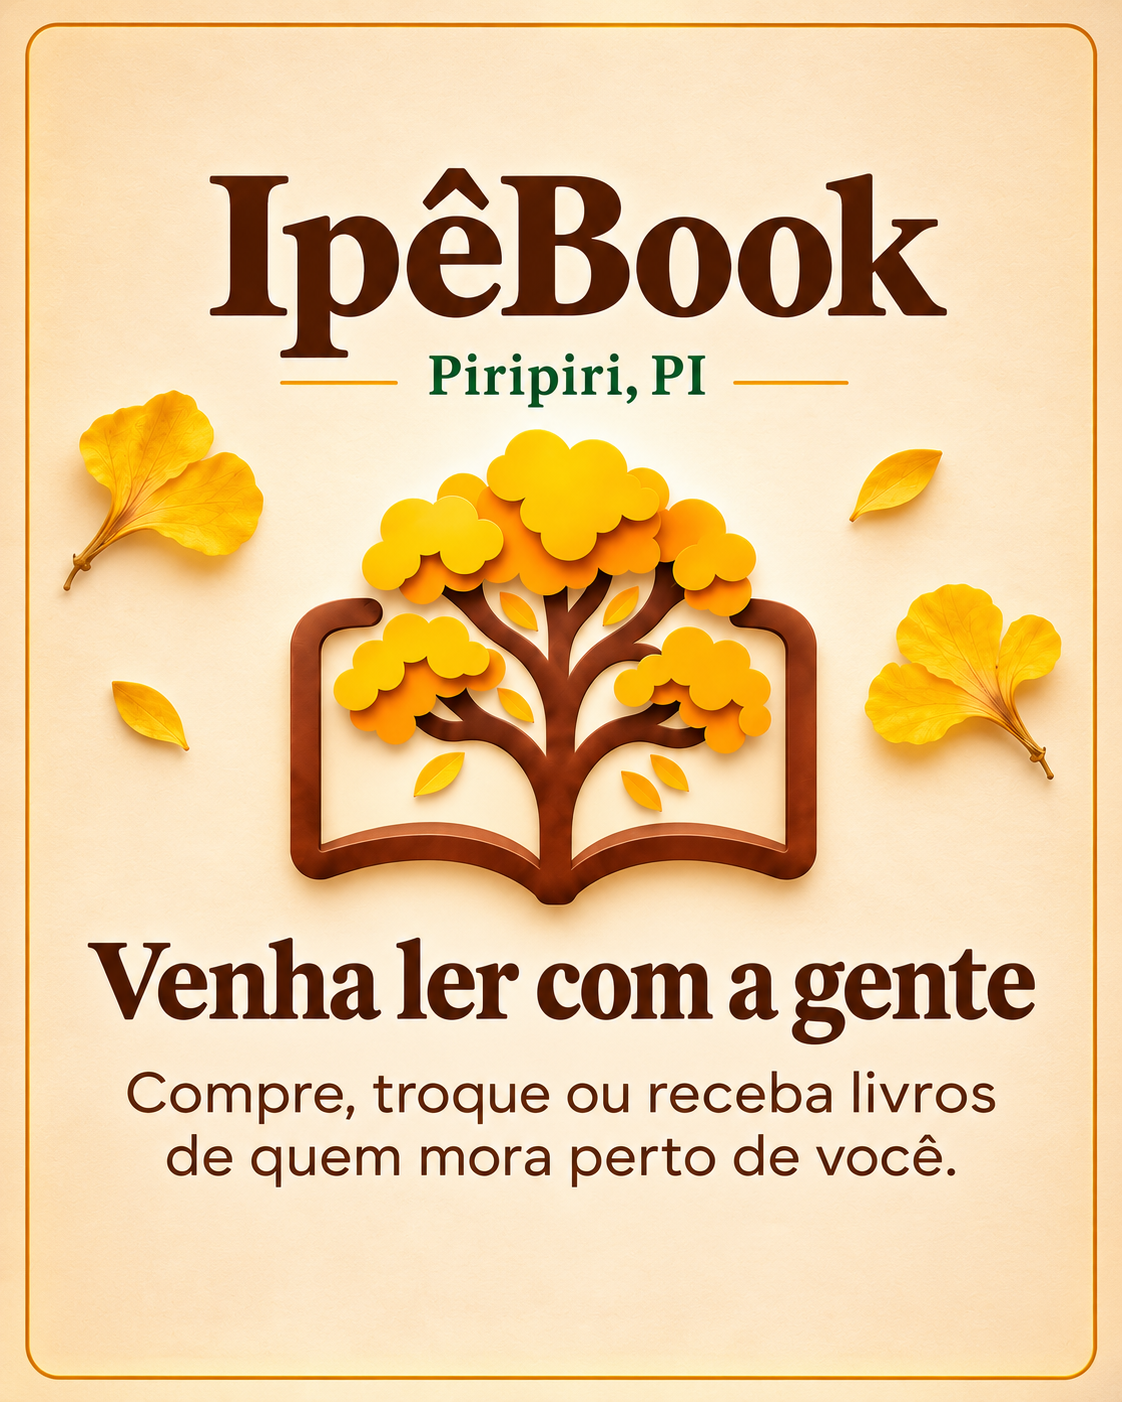 IpêBook
Piripiri, PI
Venha ler com a gente
Compre, troque ou receba livros
de quem mora perto de você.